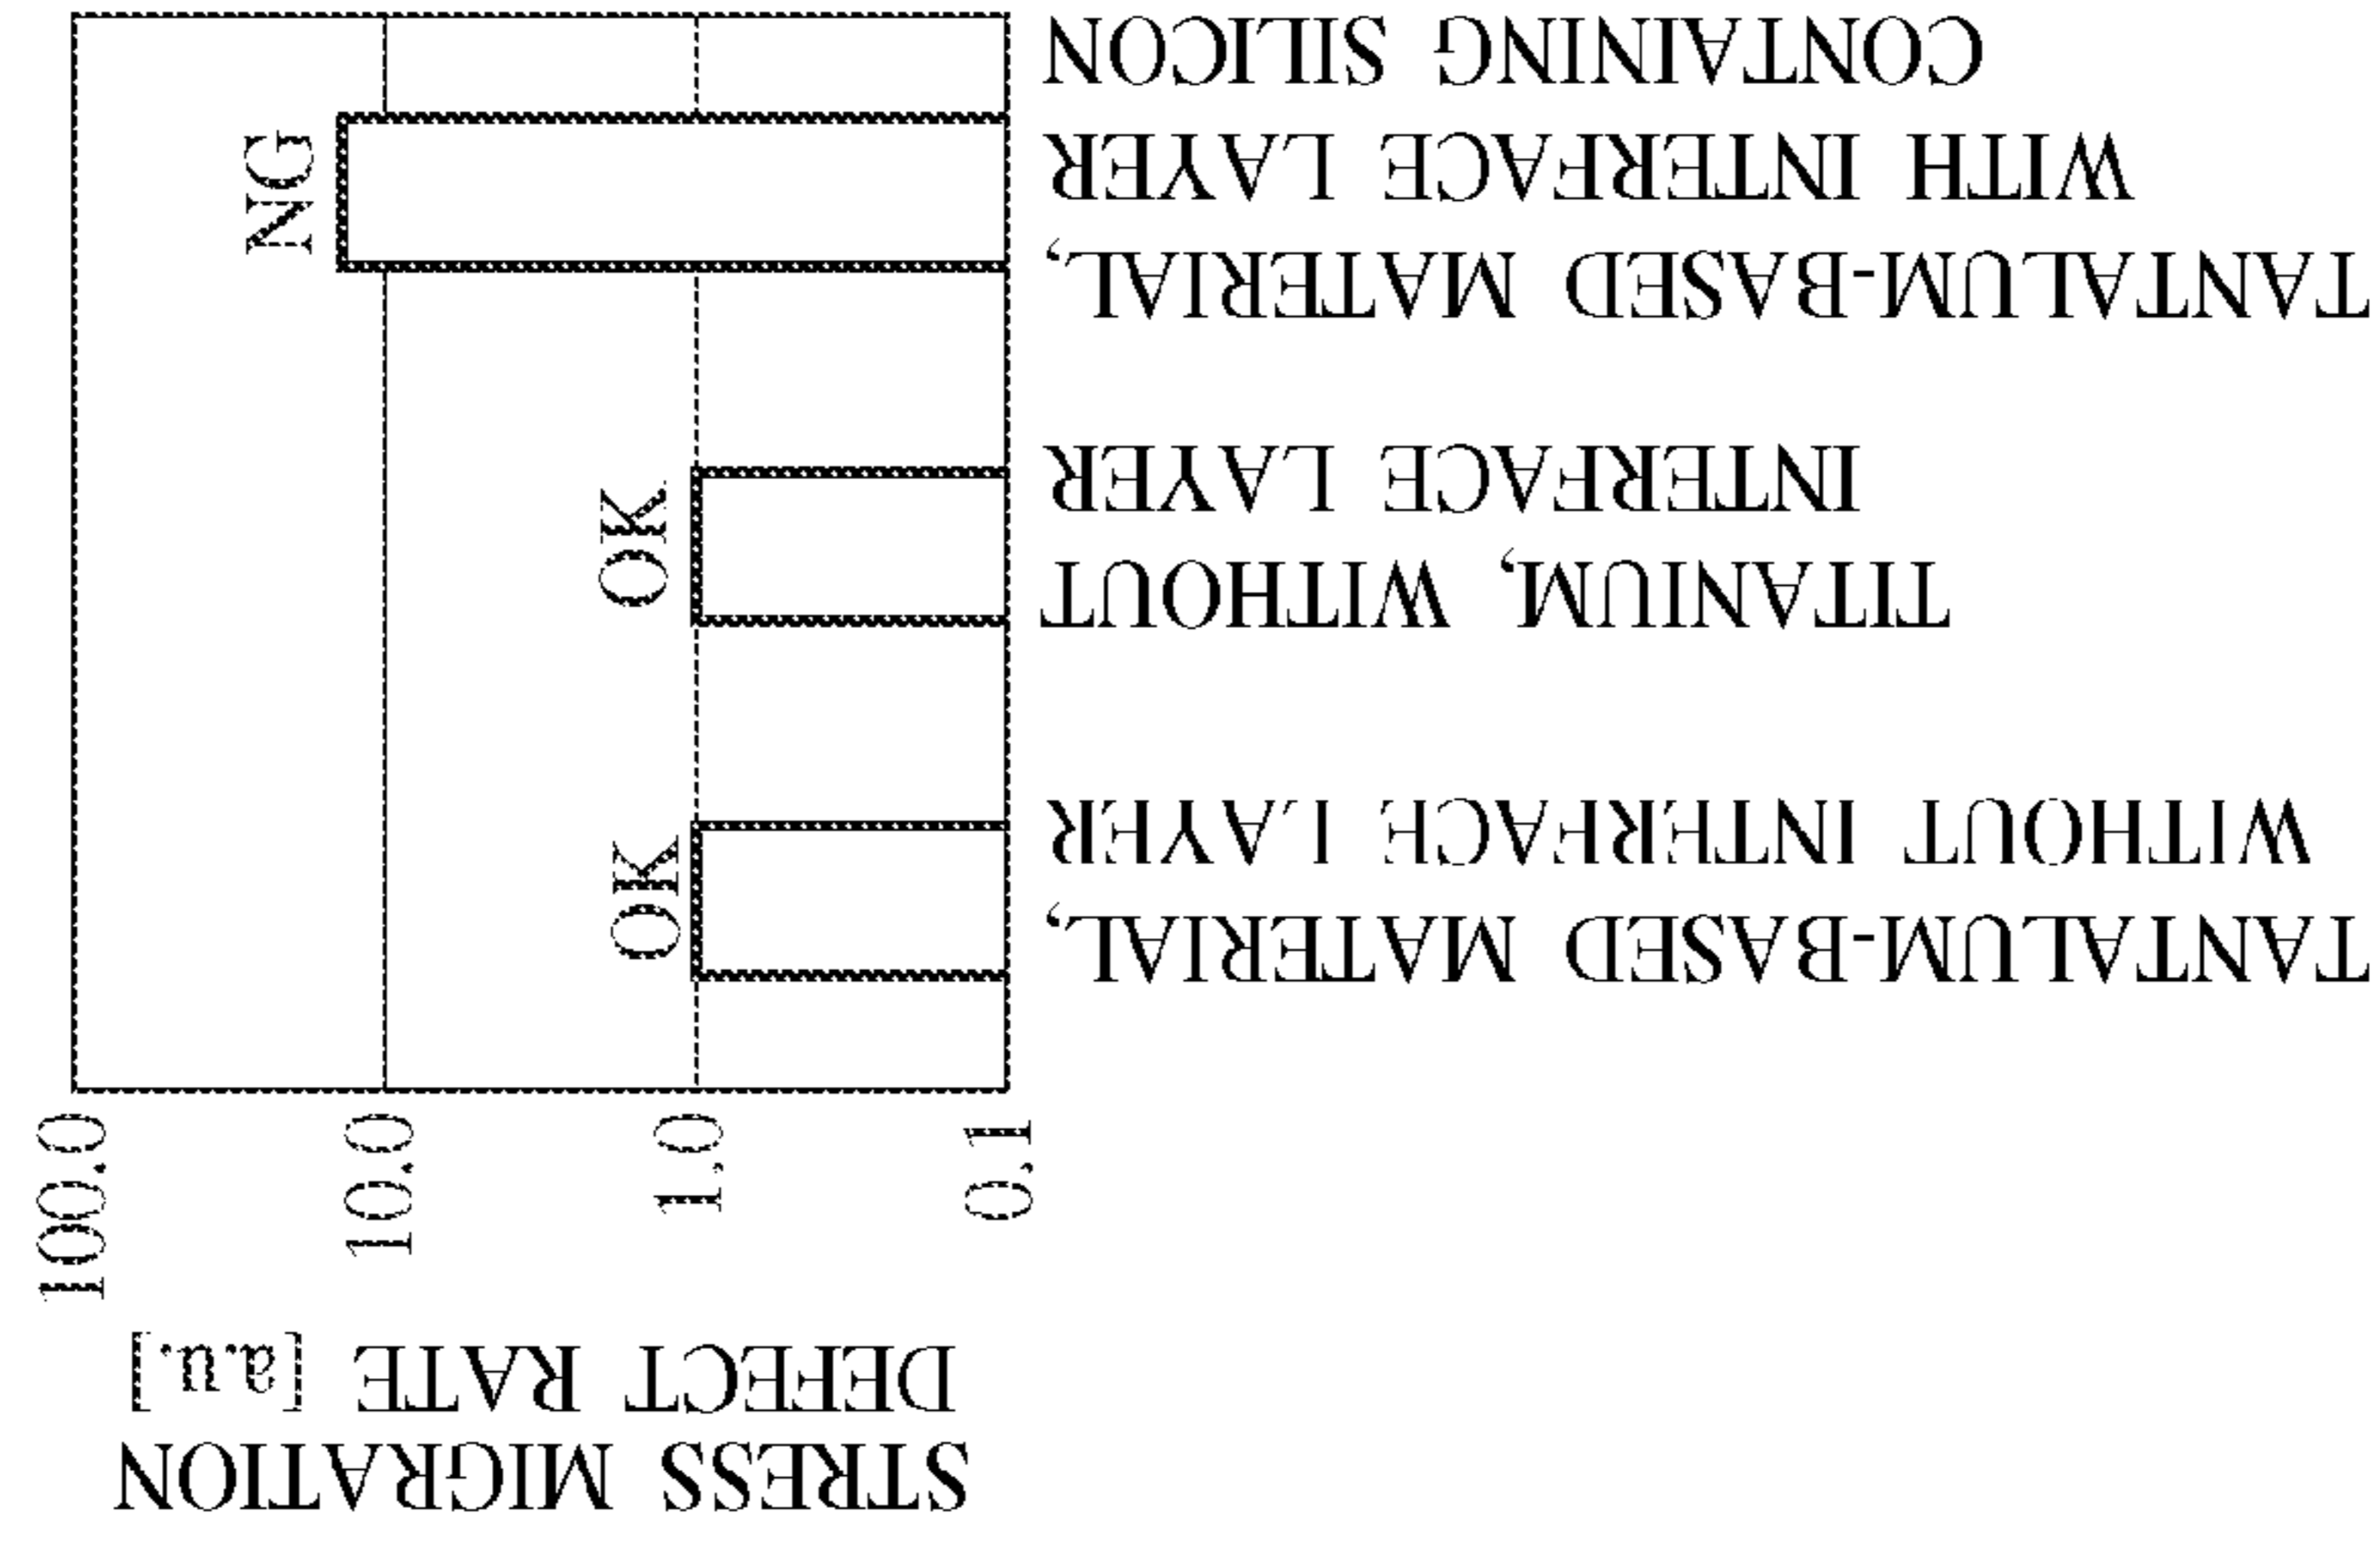 STRESS MIGRATION
DEFECT RATE [a.u.]
100.0
10.0
1.0
0.1
OK
OK
NG
TANTALUM-BASED MATERIAL,
WITHOUT INTERFACE LAYER
TITANIUM, WITHOUT
INTERFACE LAYER
TANTALUM-BASED MATERIAL,
WITH INTERFACE LAYER
CONTAINING SILICON